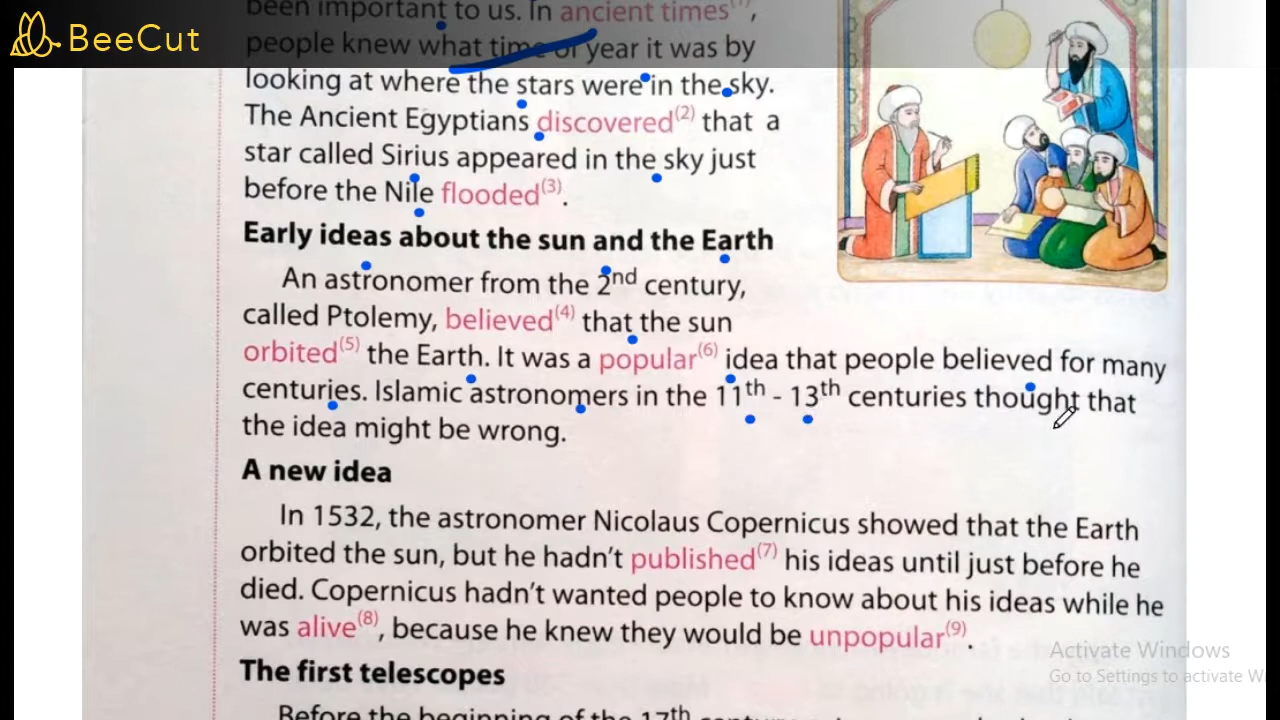 BeeCut
been important to us. In ancient times(1),
people knew what time of year it was by
looking at where the stars were in the sky.
The Ancient Egyptians discovered(2) that a
star called Sirius appeared in the sky just
before the Nile flooded(3).
Early ideas about the sun and the Earth
An astronomer from the 2nd century,
called Ptolemy, believed(4) that the sun
orbited(5) the Earth. It was a popular(6) idea that people believed for many
centuries. Islamic astronomers in the 11th - 13th centuries thought that
the idea might be wrong.
A new idea
In 1532, the astronomer Nicolaus Copernicus showed that the Earth
orbited the sun, but he hadn't published(7) his ideas until just before he
died. Copernicus hadn't wanted people to know about his ideas while he
was alive(8), because he knew they would be unpopular(9).
Activate Windows
Go to Settings to activate W
The first telescopes
Before the beginning of the 17th